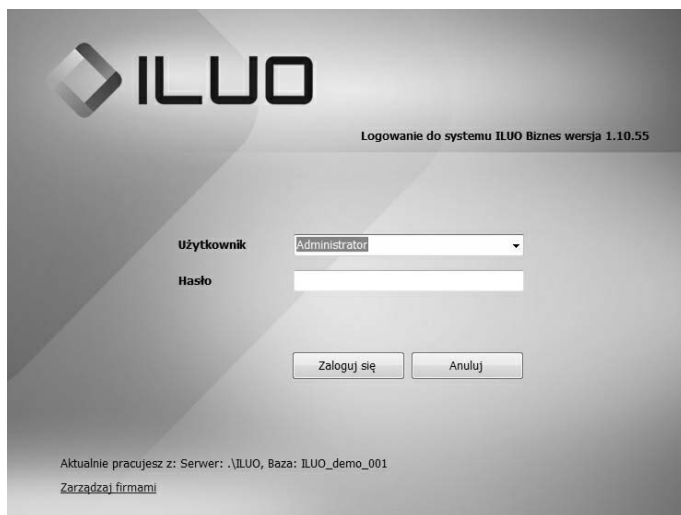 ILUO
Logowanie do systemu ILUO Biznes wersja 1.10.55
Użytkownik Administrator
Hasło
Zaloguj się Anuluj
Aktualnie pracujesz z: Serwer: .\ILUO, Baza: ILUO_demo_001
Zarządzaj firmami